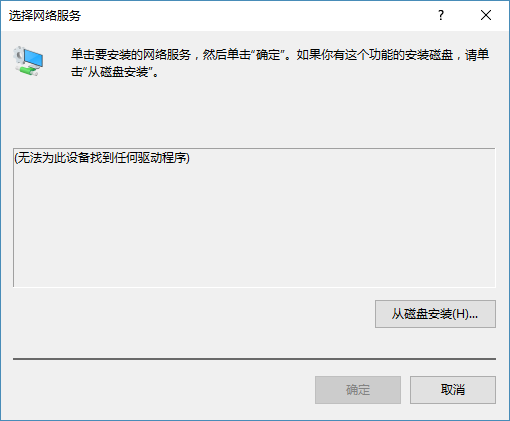 选择网络服务
?
单击要安装的网络服务，然后单击“确定”。如果你有这个功能的安装磁盘，请单
击“从磁盘安装”。
(无法为此设备找到任何驱动程序)
从磁盘安装(H)...
确定
取消